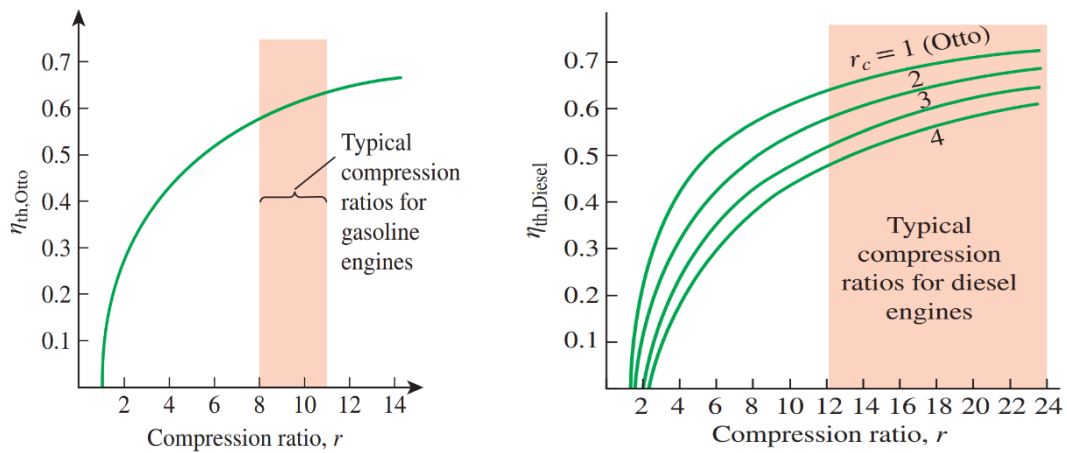 0.7
0.6
0.5
0.4
0.3
0.2
0.1
ηth,Otto
Typical
compression
ratios for
gasoline
engines
2 4 6 8 10 12 14
Compression ratio, r
0.7
0.6
0.5
0.4
0.3
0.2
0.1
ηth,Diesel
rc = 1 (Otto)
2
3
4
Typical
compression
ratios for diesel
engines
2 4 6 8 10 12 14 16 18 20 22 24
Compression ratio, r